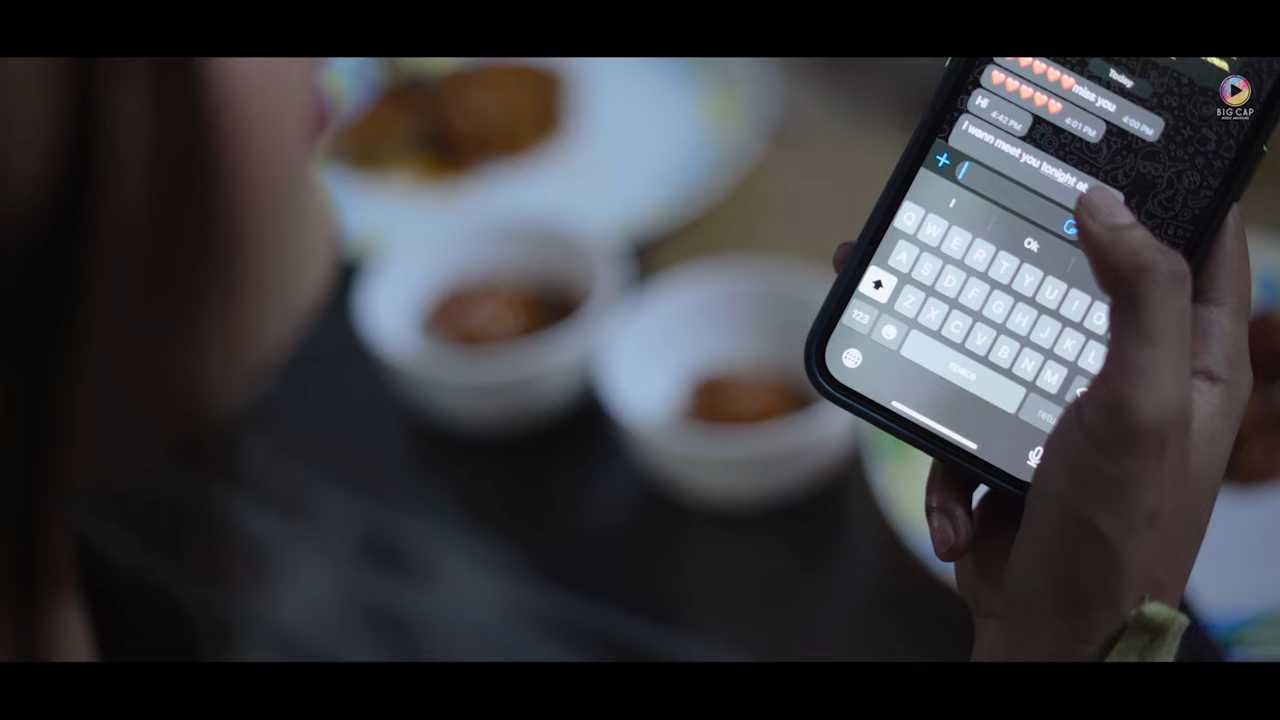 Today
❤️❤️❤️❤️❤️miss you
4:00 PM
❤️❤️❤️❤️❤️
4:01 PM
Hi
4:42 PM
I wann meet you tonight at
I
Ok
Q W E R T Y U I O
A S D F G H J K L
Z X C V B N M
123
space
BIG CAP